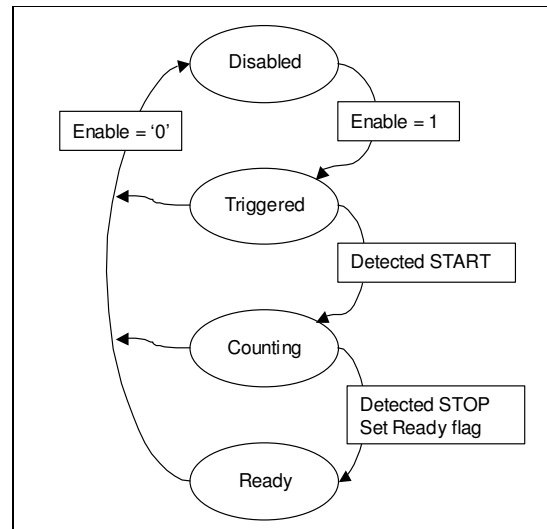 Disabled
Enable = ‘0’
Enable = 1
Triggered
Detected START
Counting
Detected STOP
Set Ready flag
Ready